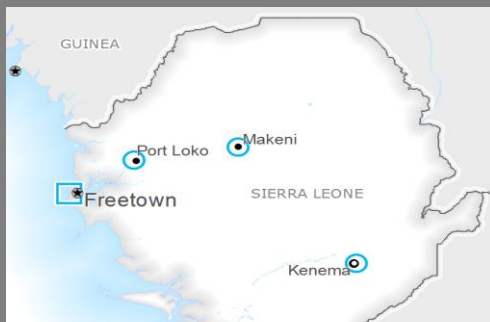 GUINEA
Makeni
Port Loko
SIERRA LEONE
Freetown
Kenema